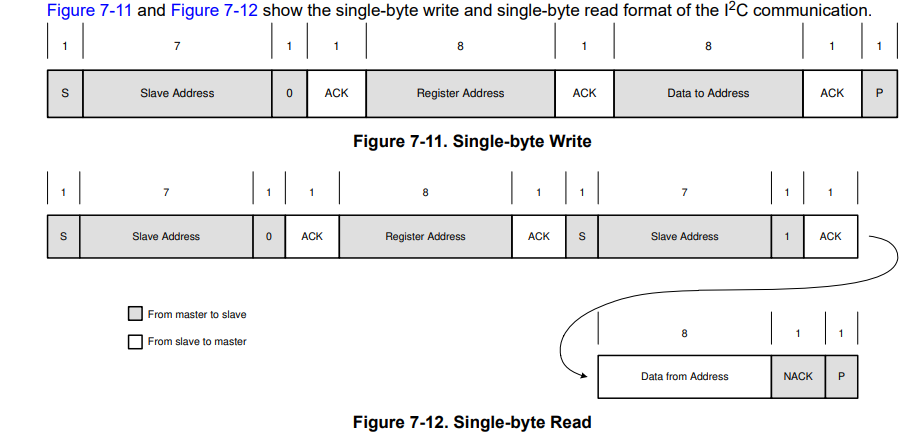 Figure 7-11 and Figure 7-12 show the single-byte write and single-byte read format of the I2C communication.
1 7 1 1 8 1 8 1 1
S Slave Address 0 ACK Register Address ACK Data to Address ACK P
Figure 7-11. Single-byte Write
1 7 1 1 8 1 1 7 1 1
S Slave Address 0 ACK Register Address ACK S Slave Address 1 ACK
From master to slave
From slave to master
8 1 1
Data from Address NACK P
Figure 7-12. Single-byte Read